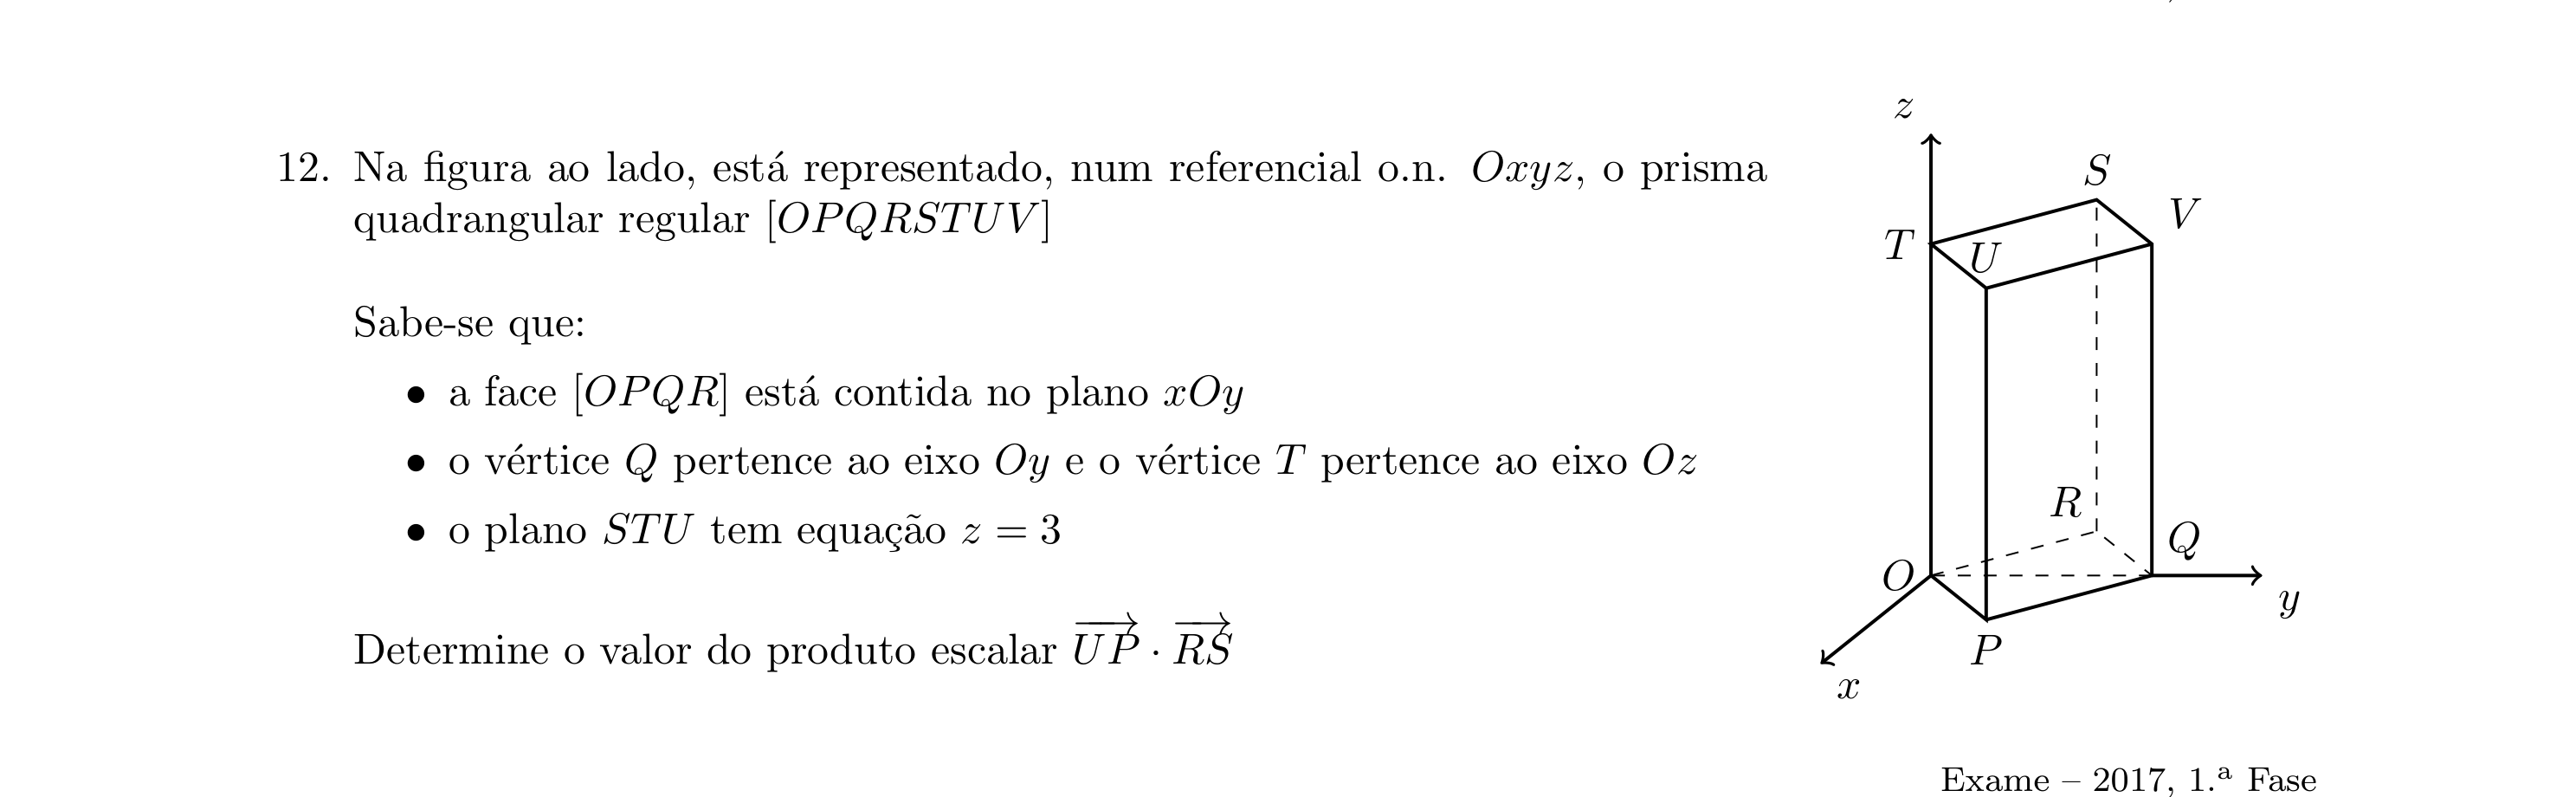 12. Na figura ao lado, está representado, num referencial o.n. Oxyz, o prisma
quadrangular regular [OPQRSTUV]
Sabe-se que:
• a face [OPQR] está contida no plano xOy
• o vértice Q pertence ao eixo Oy e o vértice T pertence ao eixo Oz
• o plano STU tem equação z = 3
Determine o valor do produto escalar \overrightarrow{UP} · \overrightarrow{RS}
z
S
V
T
U
R
Q
O
y
P
x
Exame – 2017, 1.ª Fase